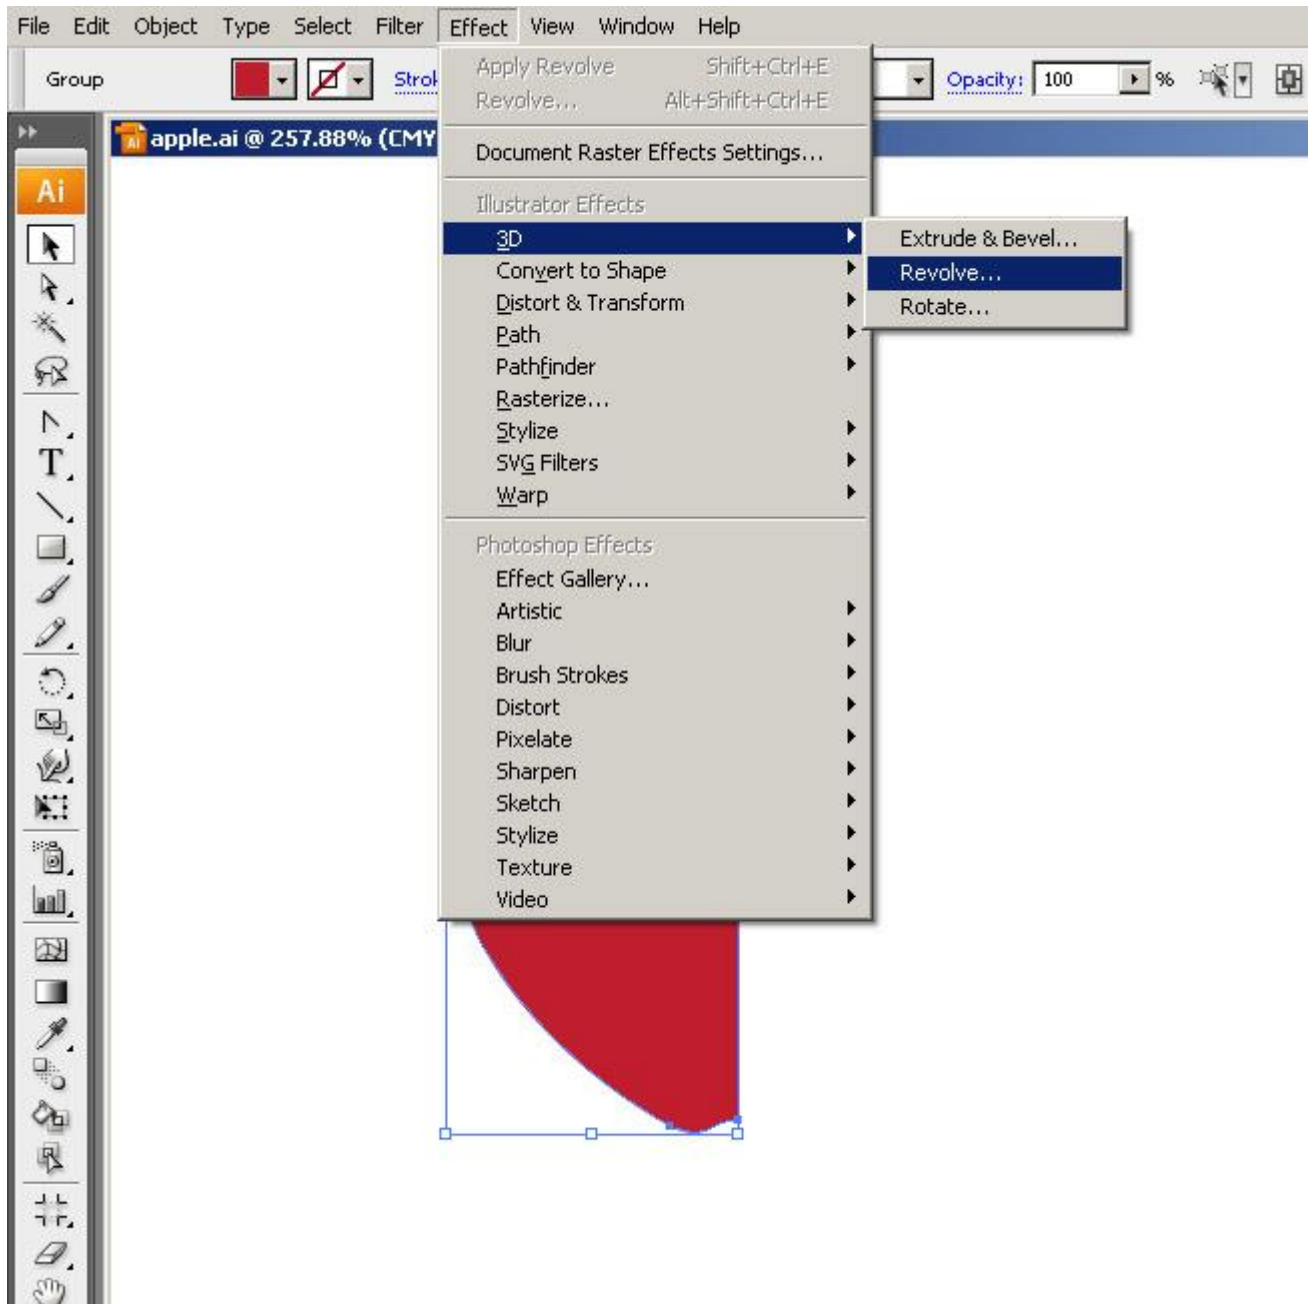 File Edit Object Type Select Filter Effect View Window Help
Group
Opacity: 100 %
apple.ai @ 257.88% (CMY
Ai
Apply Revolve Shift+Ctrl+E
Revolve... Alt+Shift+Ctrl+E
Document Raster Effects Settings...
Illustrator Effects
3D
Convert to Shape
Distort & Transform
Path
Pathfinder
Rasterize...
Stylize
SVG Filters
Warp
Extrude & Bevel...
Revolve...
Rotate...
Photoshop Effects
Effect Gallery...
Artistic
Blur
Brush Strokes
Distort
Pixelate
Sharpen
Sketch
Stylize
Texture
Video